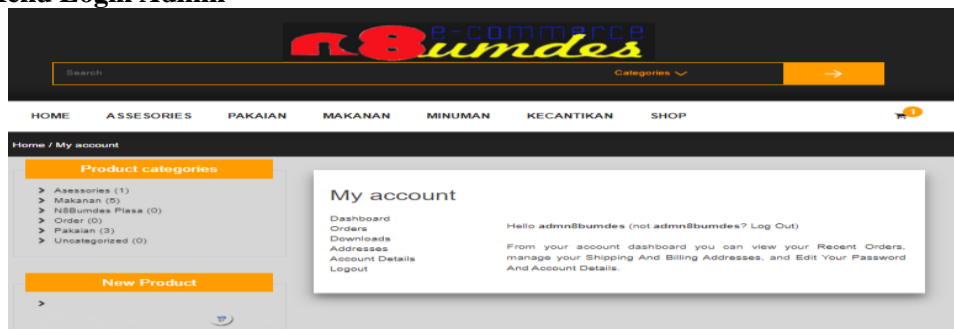 Menu Login Admin
e-commerce
n8umdes
Search
Categories
HOME ASSESORIES PAKAIAN MAKANAN MINUMAN KECANTIKAN SHOP
1
Home / My account
Product categories
Asessories (1)
Makanan (5)
N8Bumdes Plasa (0)
Order (0)
Pakaian (3)
Uncategorized (0)
New Product
My account
Dashboard
Orders
Downloads
Addresses
Account Details
Logout
Hello admn8bumdes (not admn8bumdes? Log Out)
From your account dashboard you can view your Recent Orders,
manage your Shipping And Billing Addresses, and Edit Your Password
And Account Details.